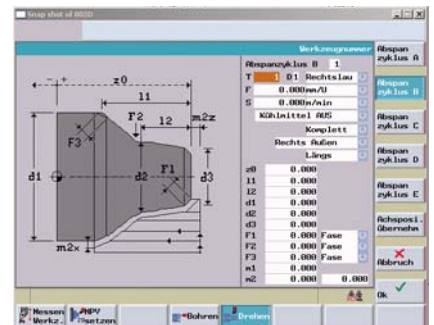 Snap shot of 803D
Werkzeugnummer
Abspanzyklus B 1
T 1 D1 Rechtslau
F 0.000mm/U
S 0.000m/min
Kühlmittel AUS
Komplett
Rechts Außen
Längs
z0 0.000
l1 0.000
l2 0.000
d1 0.000
d2 0.000
d3 0.000
F1 0.000 Fase
F2 0.000 Fase
F3 0.000 Fase
m1 0.000
m2 0.000 0.000
- +
z0
l1
F2
l2
m2z
F3
F1
d1
d2
d3
m2x
Abspan
zyklus A
Abspan
zyklus B
Abspan
zyklus C
Abspan
zyklus D
Abspan
zyklus E
Achsposi.
übernehm
Abbruch
Ok
Messen
Werkz.
NPV
setzen
Bohren
Drehen